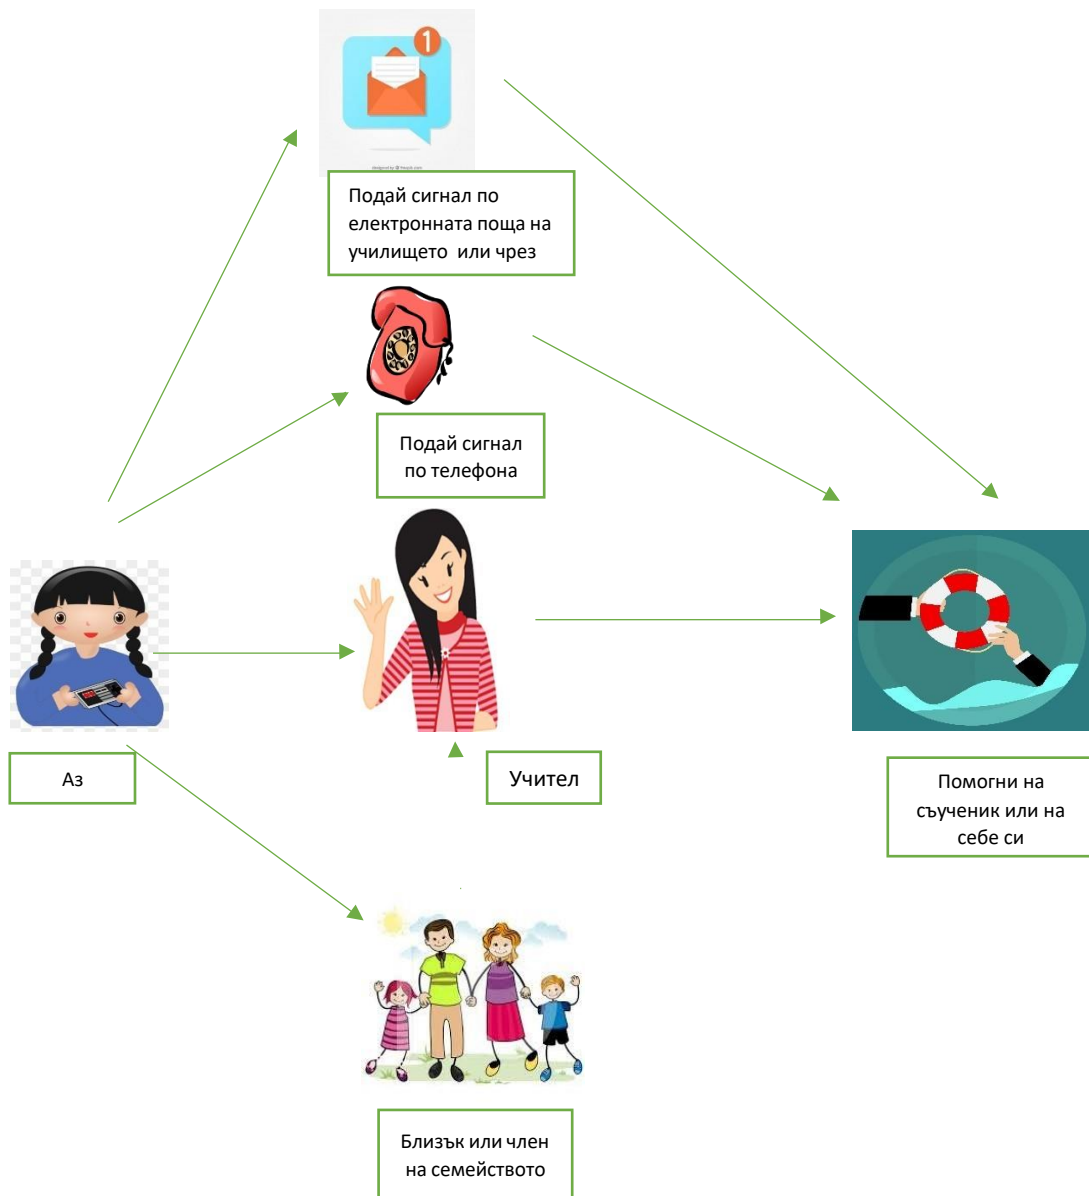 1
Подай сигнал по
електронната поща на
училището или чрез
Подай сигнал
по телефона
Аз
Учител
Помогни на
съученик или на
себе си
Близък или член
на семейството